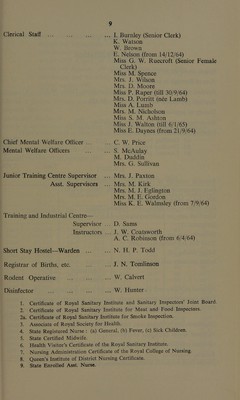 9
Clerical Staff ... ... ... I. Burnley (Senior Clerk)
K. Watson
W. Brown
E. Nelson (from 14/12/64)
Miss G. W. Ruecroft (Senior Female
Clerk)
Miss M. Spence
Mrs. J. Wilson
Mrs. D. Moore
Miss P. Raper (till 30/9/64)
Mrs. D. Porritt (née Lamb)
Miss A. Lamb
Mrs. M. Nicholson
Miss S. M. Ashton
Miss J. Walton (till 4/1/65)
Miss E. Daynes (from 21/9/64)
Chief Mental Welfare Officer ... C. W. Price
Mental Welfare Officers ... S. McAulay
M. Duddin
Mrs. G. Sullivan
Junior Training Centre Supervisor ... Mrs. J. Paxton
Asst. Supervisors ... Mrs. M. Kirk
Mrs. M. J. Eglington
Mrs. M. E. Gordon
Miss K. E. Walmsley (from 7/9/64)
Training and Industrial Centre—
Supervisor ... D. Sams
Instructors ... J. W. Coatsworth
A. C. Robinson (from 6/4/64)
Short Stay Hostel—Warden ... ... N. H. P. Todd
Registrar of Births, etc. ... ... J. N. Tomlinson
Rodent Operative ... ... W. Calvert
Disinfector ... ... ... W. Hunter
1. Certificate of Royal Sanitary Institute and Sanitary Inspectors' Joint Board.
2. Certificate of Royal Sanitary Institute for Meat and Food Inspectors.
2a. Certificate of Royal Sanitary Institute for Smoke Inspection.
3. Associate of Royal Society for Health.
4. State Registered Nurse: (a) General, (b) Fever, (c) Sick Children.
5. State Certified Midwife.
6. Health Visitor's Certificate of the Royal Sanitary Institute.
7. Nursing Administration Certificate of the Royal College of Nursing.
8. Queen's Institute of District Nursing Certificate.
9. State Enrolled Asst. Nurse.